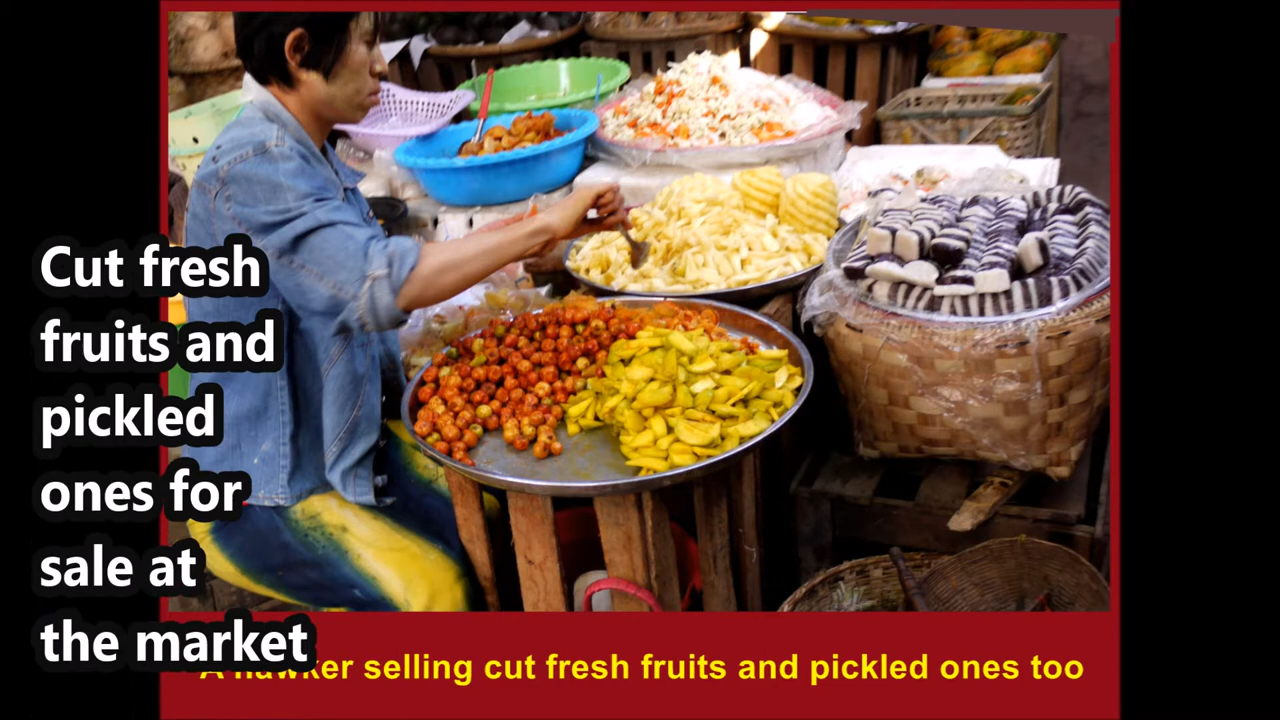 Cut fresh
fruits and
pickled
ones for
sale at
the market
A hawker selling cut fresh fruits and pickled ones too